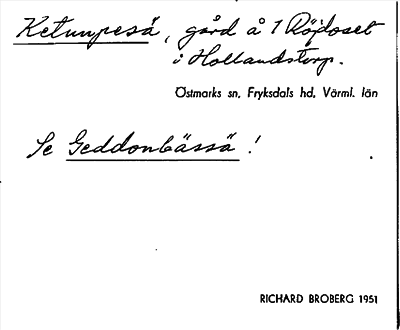 Ketunpesä, gård å 1 Röjdoset
i Hollandstorp.
Östmarks sn, Fryksdals hd, Värml. län
Se Geddonbässä !
RICHARD BROBERG 1951